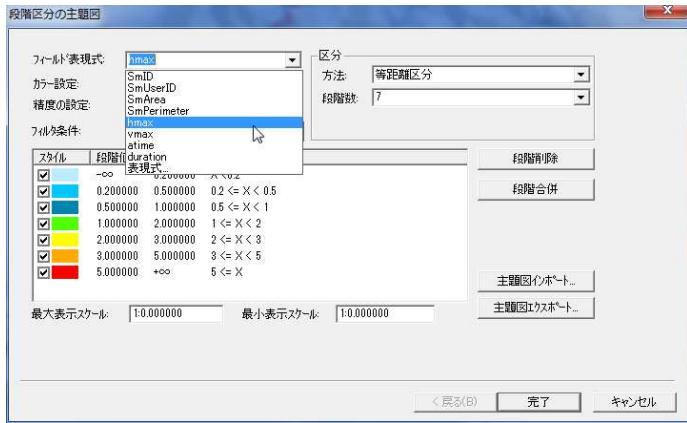 段階区分の主題図
フィールド表現式: hmax
区分
方法: 等距離区分
段階数: 7
カラー設定:
精度の設定:
フィルタ条件:
SmID
SmUserID
SmArea
SmPerimeter
hmax
vmax
atime
duration
表現式...
スタイル 段階値
-∞ 0.200000 X < 0.2
0.200000 0.500000 0.2 <= X < 0.5
0.500000 1.000000 0.5 <= X < 1
1.000000 2.000000 1 <= X < 2
2.000000 3.000000 2 <= X < 3
3.000000 5.000000 3 <= X < 5
5.000000 +∞ 5 <= X
段階削除
段階合併
主題図インポート...
主題図エクスポート...
最大表示スケール: 1:0.000000 最小表示スケール: 1:0.000000
< 戻る(B) 完了 キャンセル